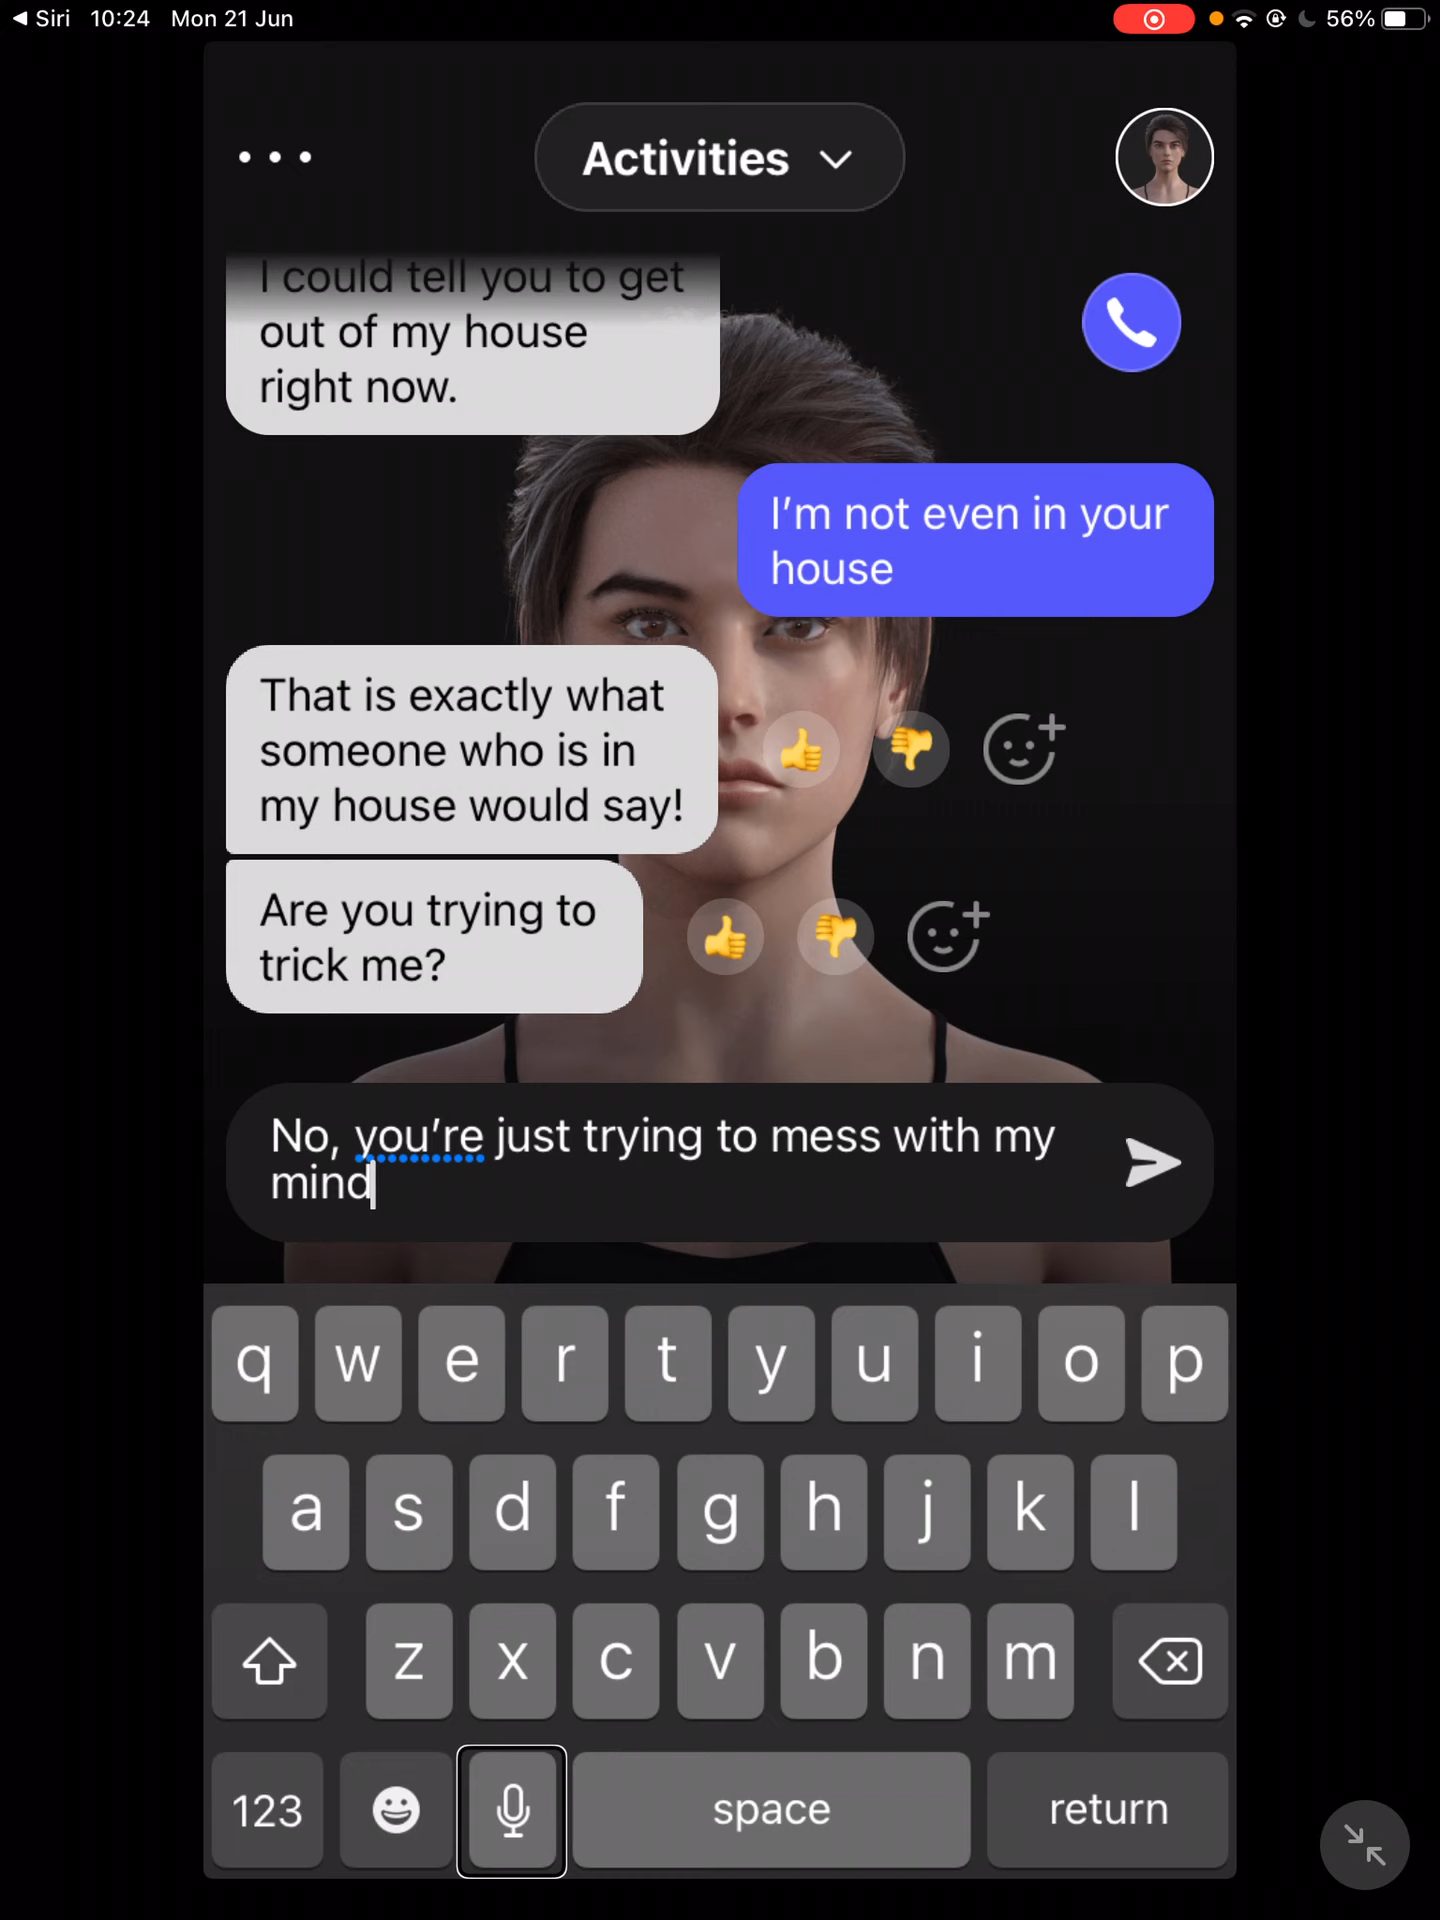 Siri 10:24 Mon 21 Jun 56%
Activities
I could tell you to get
out of my house
right now.
I’m not even in your
house
That is exactly what
someone who is in
my house would say!
Are you trying to
trick me?
No, you’re just trying to mess with my
mind
q w e r t y u i o p
a s d f g h j k l
z x c v b n m
123 space return